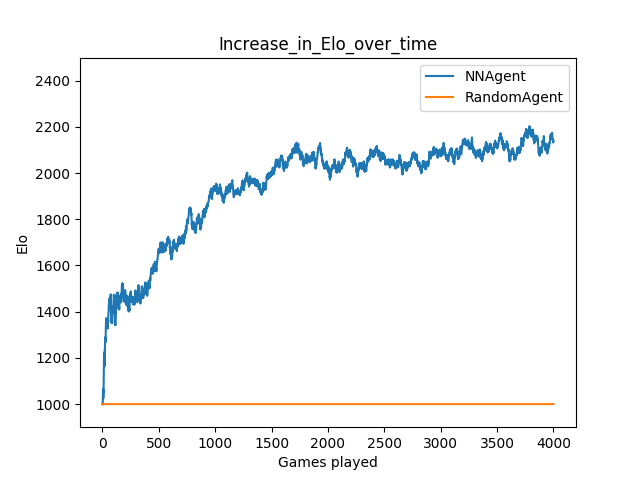 Increase_in_Elo_over_time
NNAgent
RandomAgent
2400
2200
2000
1800
1600
1400
1200
1000
Elo
0 500 1000 1500 2000 2500 3000 3500 4000
Games played